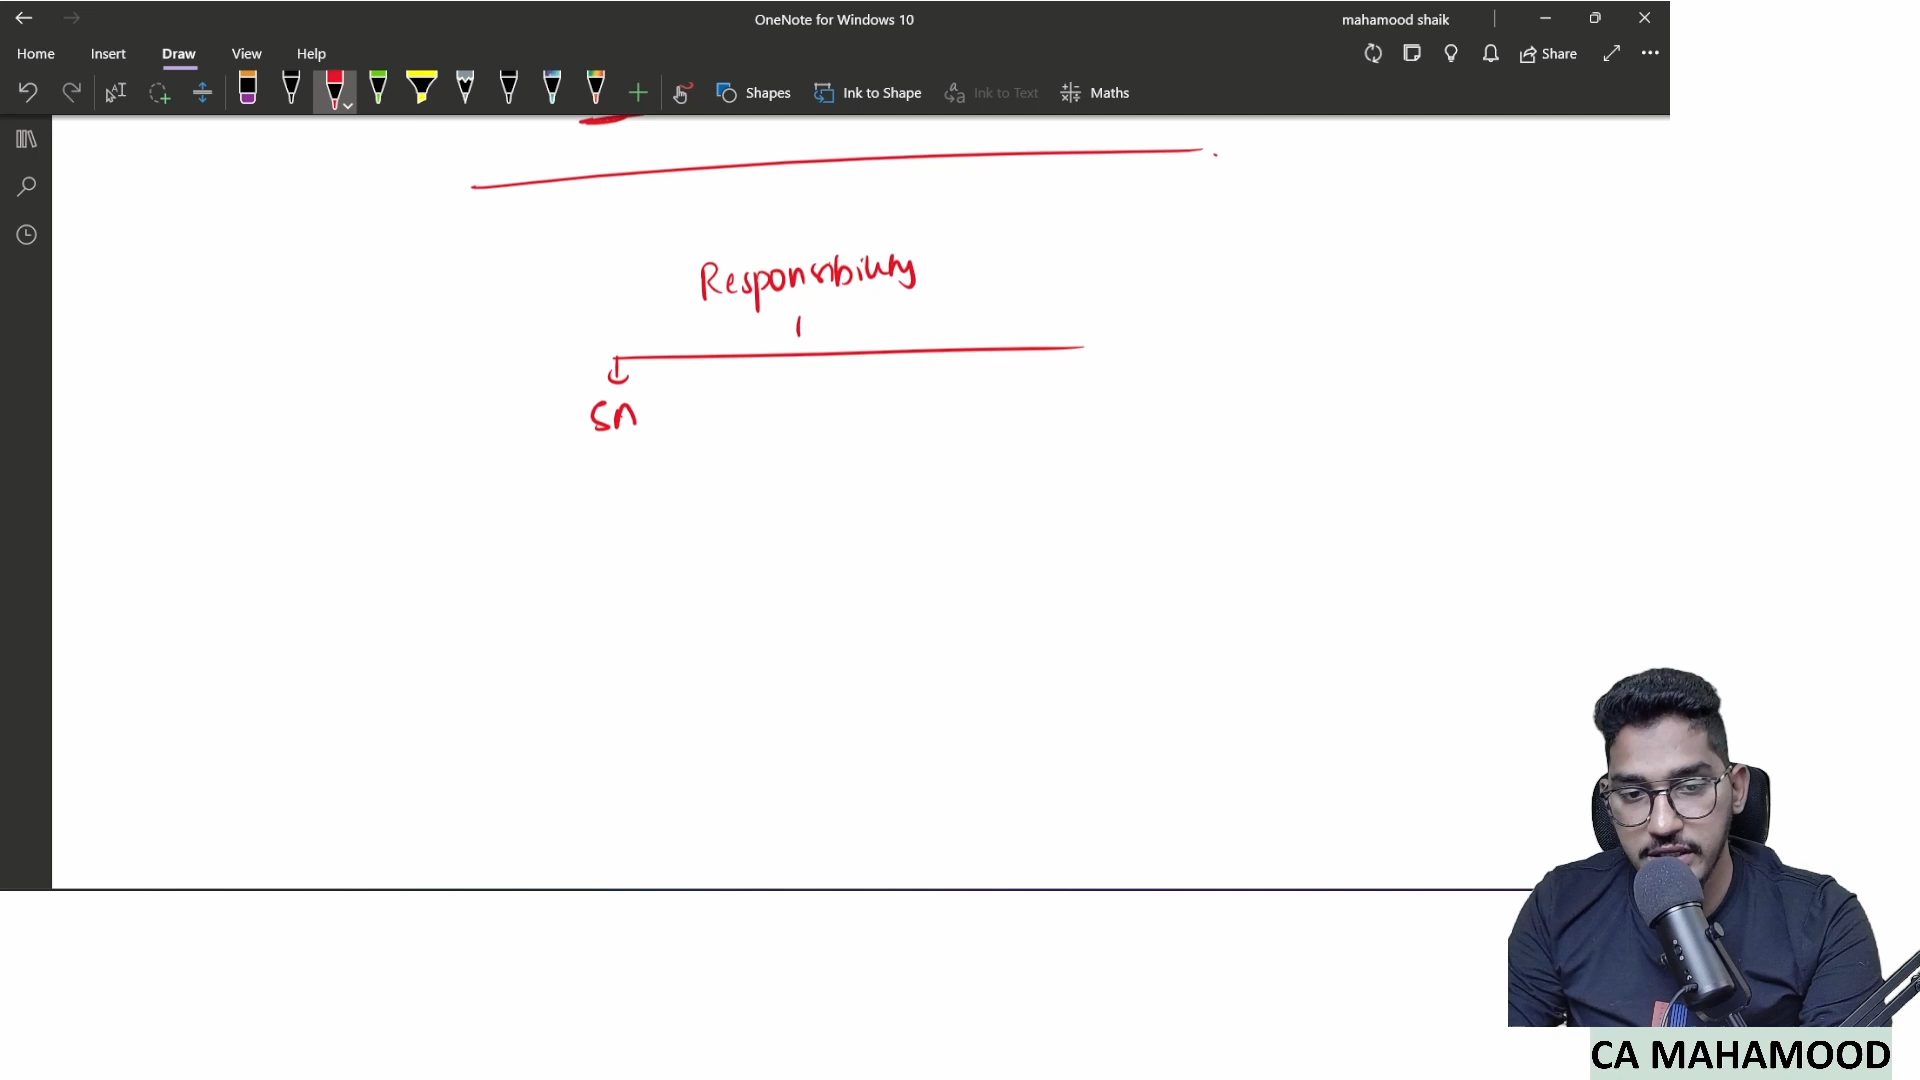 OneNote for Windows 10
mahamood shaik
Home Insert Draw View Help
Share
Shapes Ink to Shape Ink to Text Maths
Responsibility
SA
CA MAHAMOOD